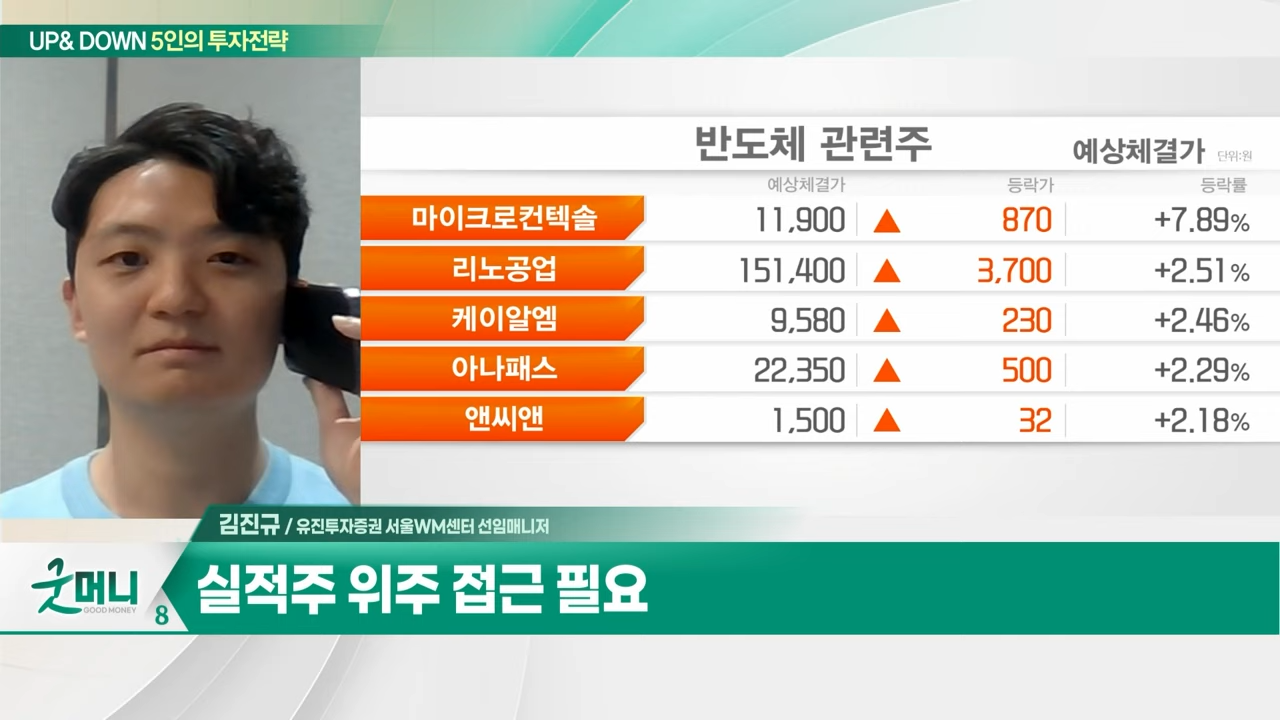 UP& DOWN 5인의 투자전략
반도체 관련주 예상체결가 단위:원
예상체결가 등락가 등락률
마이크로컨텍솔 11,900 ▲ 870 +7.89%
리노공업 151,400 ▲ 3,700 +2.51%
케이알엠 9,580 ▲ 230 +2.46%
아나패스 22,350 ▲ 500 +2.29%
앤씨앤 1,500 ▲ 32 +2.18%
김진규 / 유진투자증권 서울WM센터 선임매니저
굿머니 GOOD MONEY 8
실적주 위주 접근 필요